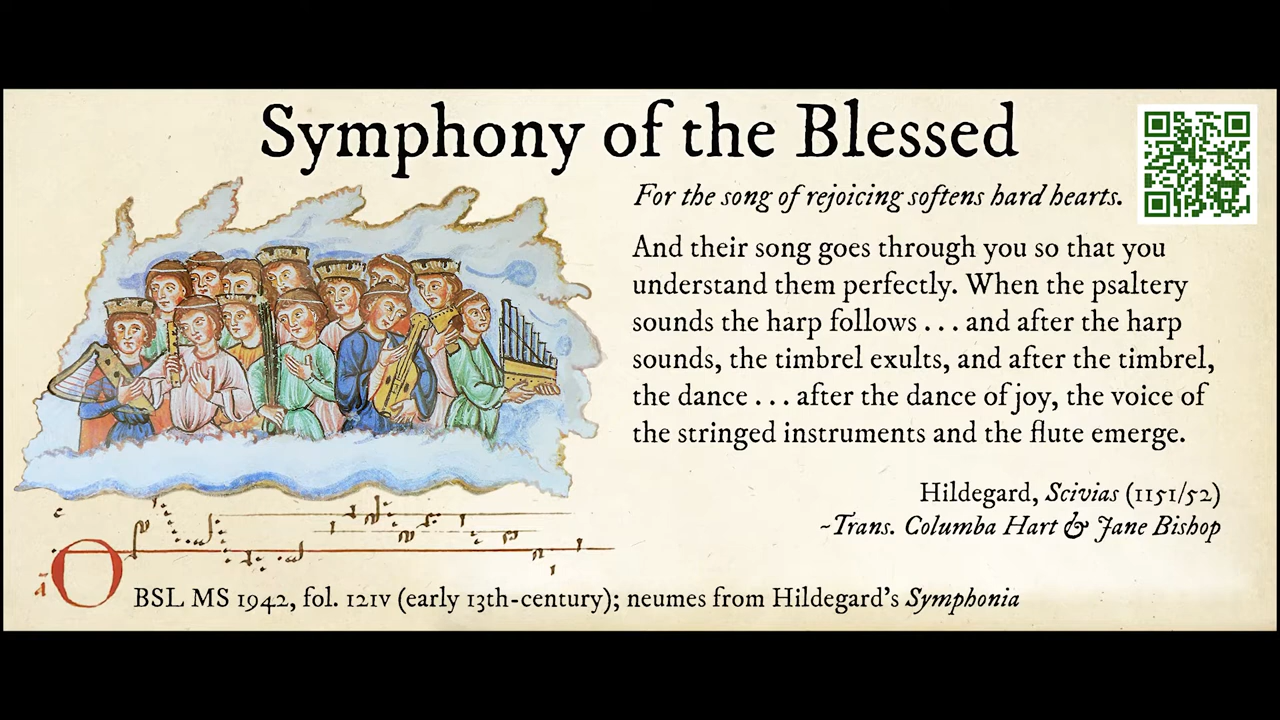 Symphony of the Blessed
For the song of rejoicing softens hard hearts.
And their song goes through you so that you
understand them perfectly. When the psaltery
sounds the harp follows . . . and after the harp
sounds, the timbrel exults, and after the timbrel,
the dance . . . after the dance of joy, the voice of
the stringed instruments and the flute emerge.
Hildegard, Scivias (1151/52)
~Trans. Columba Hart & Jane Bishop
c
O
BSL MS 1942, fol. 121v (early 13th-century); neumes from Hildegard's Symphonia